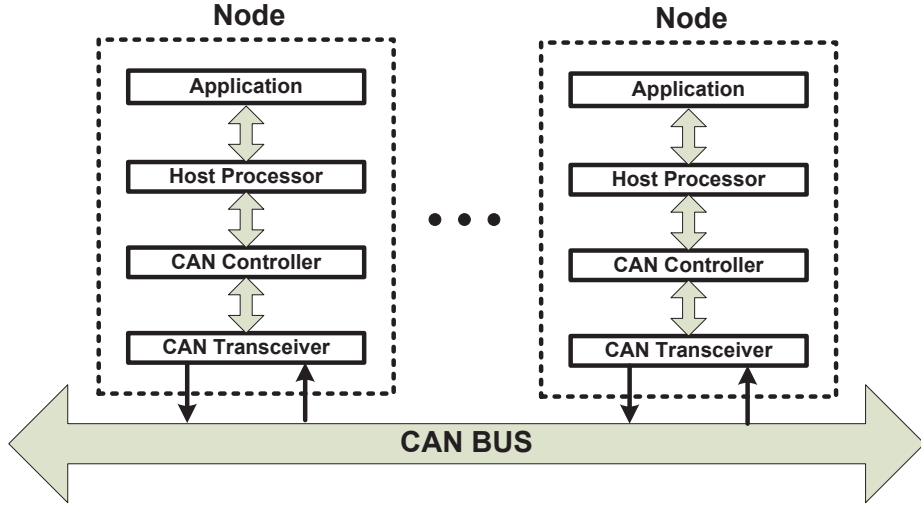 Node
Application
Host Processor
CAN Controller
CAN Transceiver
Node
Application
Host Processor
CAN Controller
CAN Transceiver
CAN BUS